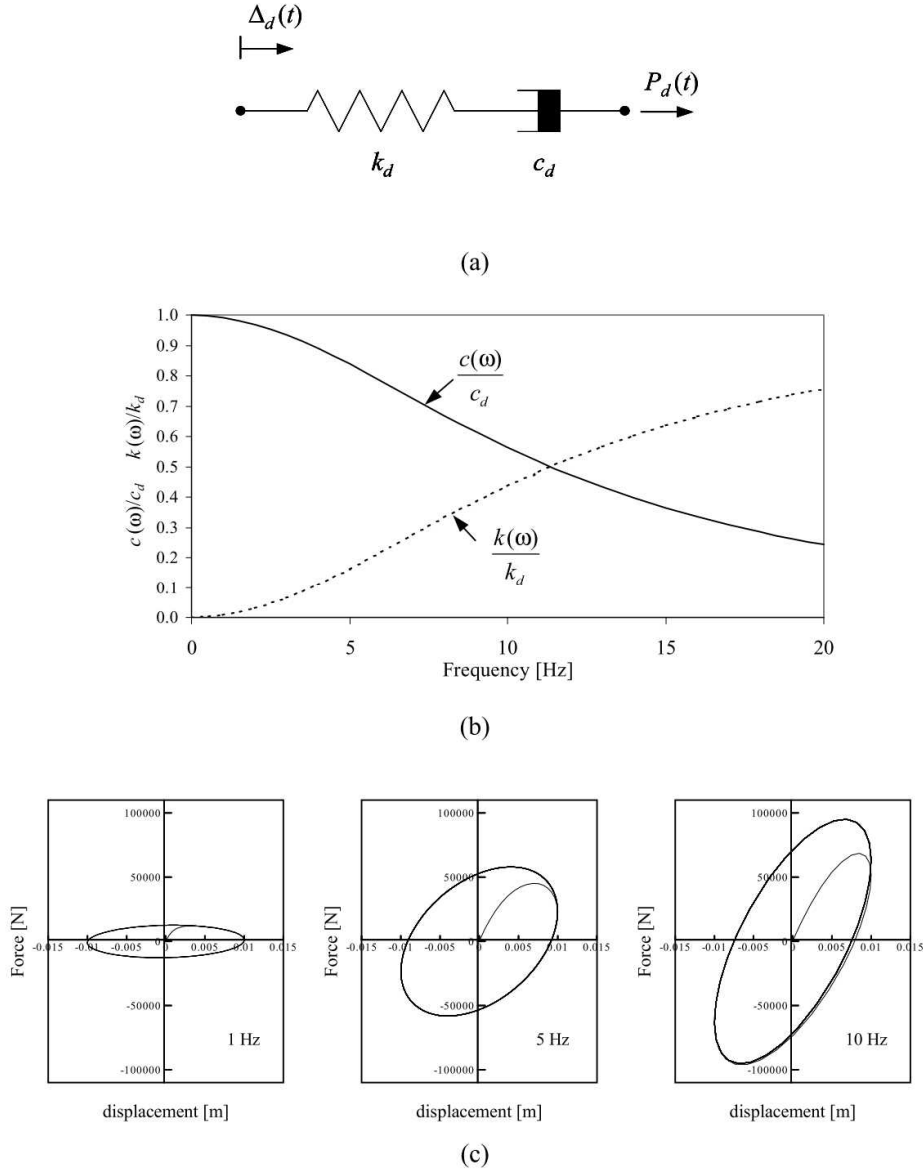 Δ_d(t)
P_d(t)
k_d
c_d
(a)
c(ω)/c_d k(ω)/k_d
1.0
0.9
0.8
0.7
0.6
0.5
0.4
0.3
0.2
0.1
0.0
c(ω)
c_d
k(ω)
k_d
0 5 10 15 20
Frequency [Hz]
(b)
Force [N]
100000
50000
0
-50000
-100000
-0.015 -0.01 -0.005 0 0.005 0.01 0.015
1 Hz
displacement [m]
Force [N]
100000
50000
0
-50000
-100000
-0.015 -0.01 -0.005 0 0.005 0.01 0.015
5 Hz
displacement [m]
Force [N]
100000
50000
0
-50000
-100000
-0.015 -0.01 -0.005 0 0.005 0.01 0.015
10 Hz
displacement [m]
(c)